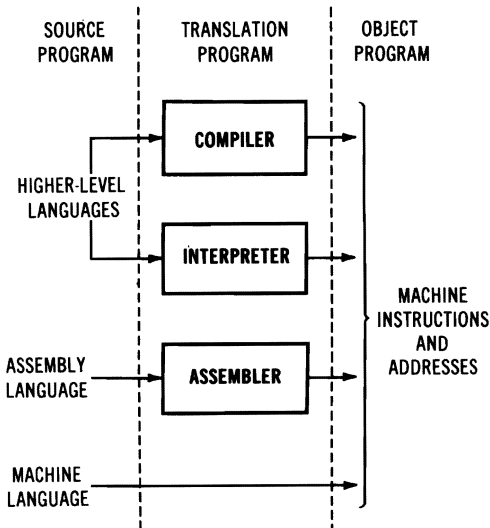 SOURCE
PROGRAM
TRANSLATION
PROGRAM
OBJECT
PROGRAM
COMPILER
HIGHER-LEVEL
LANGUAGES
INTERPRETER
MACHINE
INSTRUCTIONS
AND
ADDRESSES
ASSEMBLY
LANGUAGE
ASSEMBLER
MACHINE
LANGUAGE